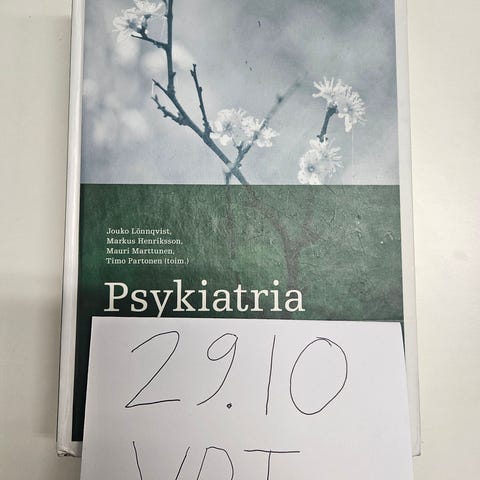 Jouko Lönnqvist,
Markus Henriksson,
Mauri Marttunen,
Timo Partonen (toim.)
Psykiatria
29.10